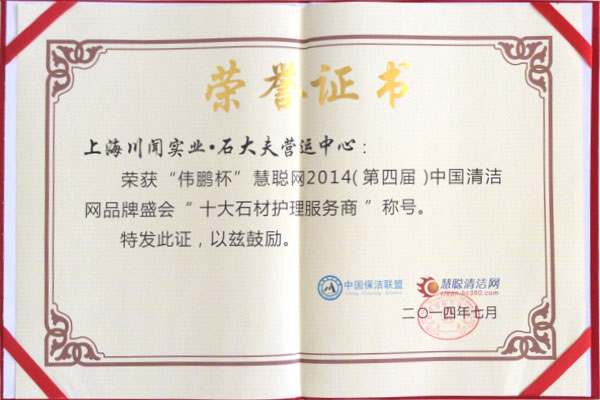 荣誉证书
上海川闻实业·石大夫营运中心：
荣获“伟鹏杯”慧聪网2014(第四届)中国清洁
网品牌盛会“十大石材护理服务商”称号。
特发此证，以兹鼓励。
中国保洁联盟 慧聪清洁网
clean.hc360.com
二〇一四年七月